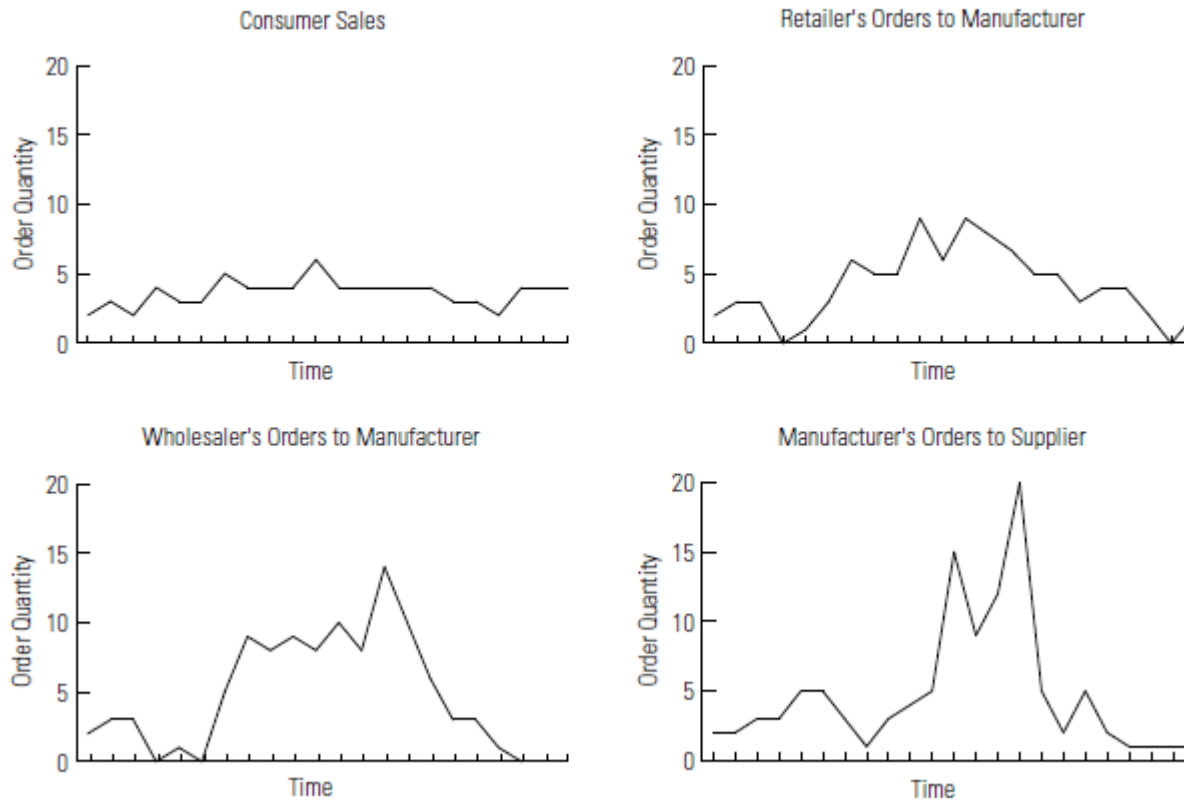 Consumer Sales
20
15
10
5
0
Order Quantity
Time
Retailer's Orders to Manufacturer
20
15
10
5
0
Order Quantity
Time
Wholesaler's Orders to Manufacturer
20
15
10
5
0
Order Quantity
Time
Manufacturer's Orders to Supplier
20
15
10
5
0
Order Quantity
Time